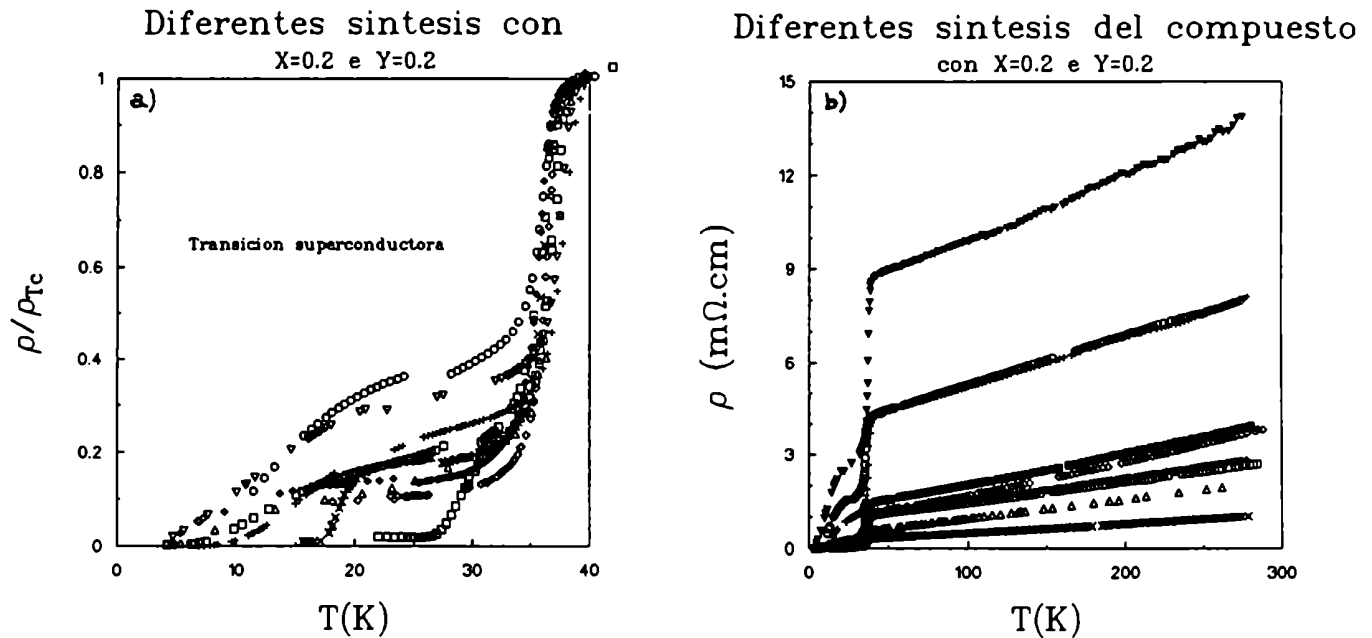 Diferentes sintesis con
X=0.2 e Y=0.2
a)
Transicion superconductora
ρ/ρTc
1
0.8
0.6
0.4
0.2
0
0 10 20 30 40
T(K)
Diferentes sintesis del compuesto
con X=0.2 e Y=0.2
b)
ρ (mΩ.cm)
15
12
9
6
3
0
0 100 200 300
T(K)